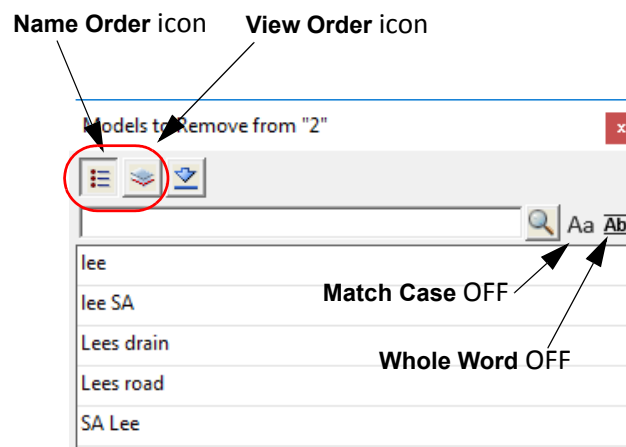 Name Order icon View Order icon
Models to Remove from "2"
x
Aa Ab
lee
Match Case OFF
lee SA
Lees drain
Whole Word OFF
Lees road
SA Lee